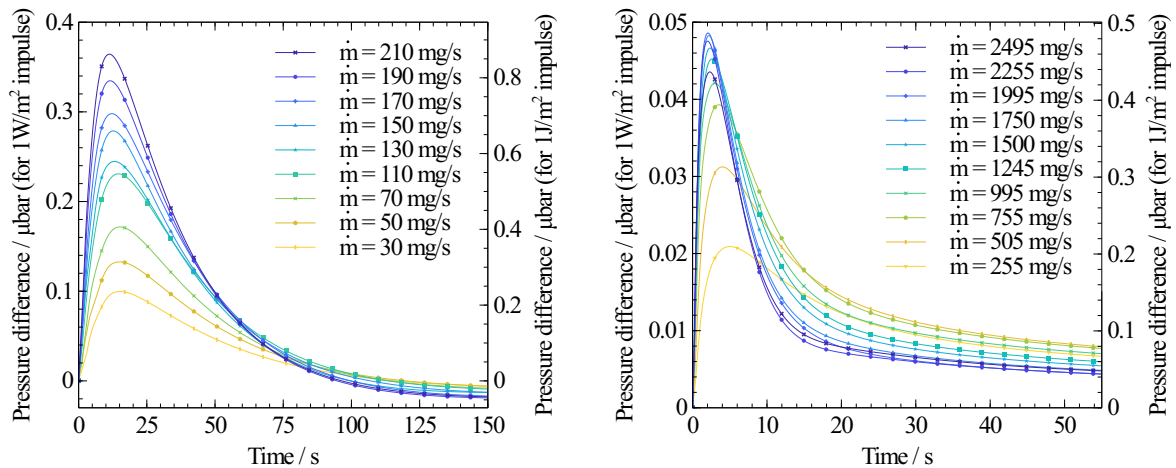 Pressure difference / μbar (for 1W/m² impulse)
0.4
0.3
0.2
0.1
0
0.8
0.6
0.4
0.2
0
Pressure difference / μbar (for 1J/m² impulse)
ṁ = 210 mg/s
ṁ = 190 mg/s
ṁ = 170 mg/s
ṁ = 150 mg/s
ṁ = 130 mg/s
ṁ = 110 mg/s
ṁ = 70 mg/s
ṁ = 50 mg/s
ṁ = 30 mg/s
0 25 50 75 100 125 150
Time / s
Pressure difference / μbar (for 1W/m² impulse)
0.05
0.04
0.03
0.02
0.01
0
0.5
0.4
0.3
0.2
0.1
0
Pressure difference / μbar (for 1J/m² impulse)
ṁ = 2495 mg/s
ṁ = 2255 mg/s
ṁ = 1995 mg/s
ṁ = 1750 mg/s
ṁ = 1500 mg/s
ṁ = 1245 mg/s
ṁ = 995 mg/s
ṁ = 755 mg/s
ṁ = 505 mg/s
ṁ = 255 mg/s
0 10 20 30 40 50
Time / s